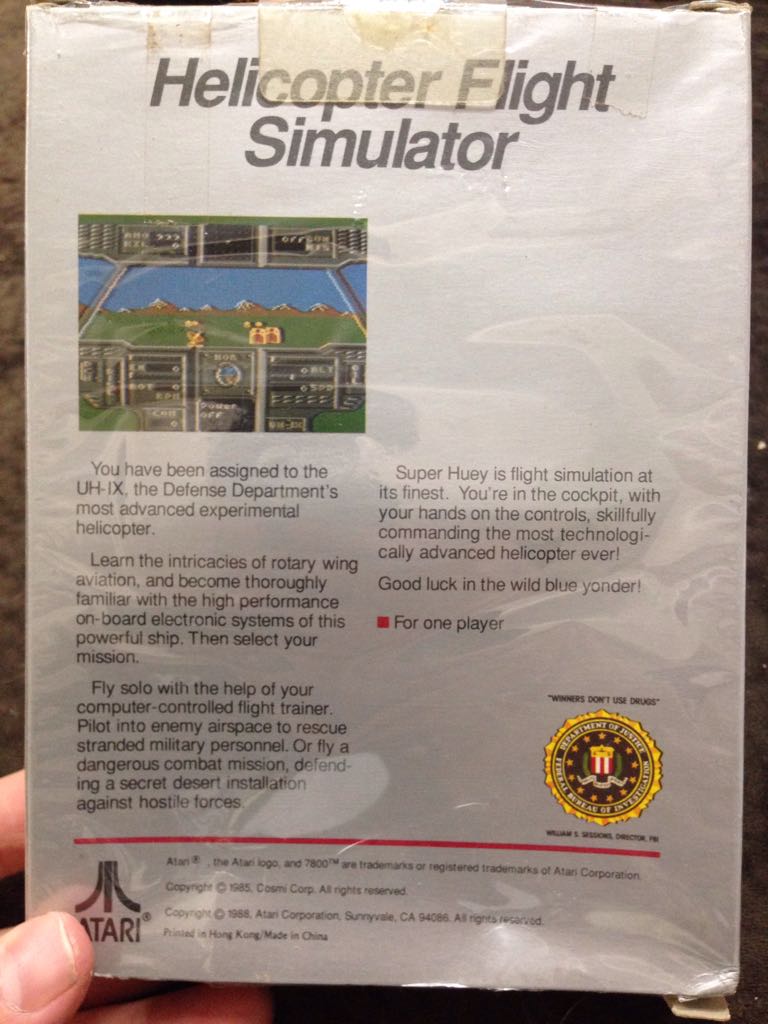 Helicopter Flight
Simulator
OFF
HOR
POWER
OFF
You have been assigned to the
UH-IX, the Defense Department's
most advanced experimental
helicopter.
Learn the intricacies of rotary wing
aviation, and become thoroughly
familiar with the high performance
on-board electronic systems of this
powerful ship. Then select your
mission.
Fly solo with the help of your
computer-controlled flight trainer.
Pilot into enemy airspace to rescue
stranded military personnel. Or fly a
dangerous combat mission, defend-
ing a secret desert installation
against hostile forces.
Super Huey is flight simulation at
its finest. You're in the cockpit, with
your hands on the controls, skillfully
commanding the most technologi-
cally advanced helicopter ever!
Good luck in the wild blue yonder!
For one player
"WINNERS DON'T USE DRUGS"
DEPARTMENT OF JUSTICE
FEDERAL BUREAU OF INVESTIGATION
WILLIAM S. SESSIONS, DIRECTOR, FBI
ATARI®
Atari®, the Atari logo, and 7800™ are trademarks or registered trademarks of Atari Corporation.
Copyright © 1985, Cosmi Corp. All rights reserved.
Copyright © 1988, Atari Corporation, Sunnyvale, CA 94086. All rights reserved.
Printed in Hong Kong/Made in China